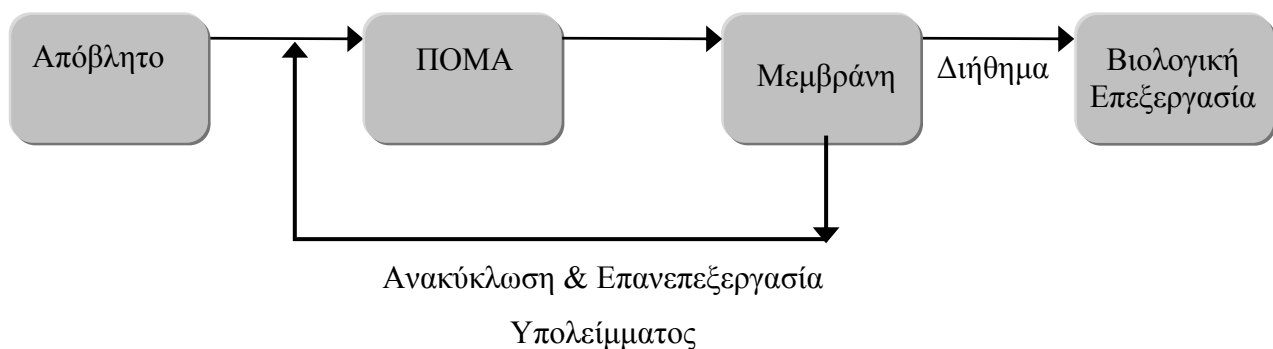 Απόβλητο
ΠΟΜΑ
Μεμβράνη
Διήθημα
Βιολογική
Επεξεργασία
Ανακύκλωση & Επανεπεξεργασία
Υπολείμματος